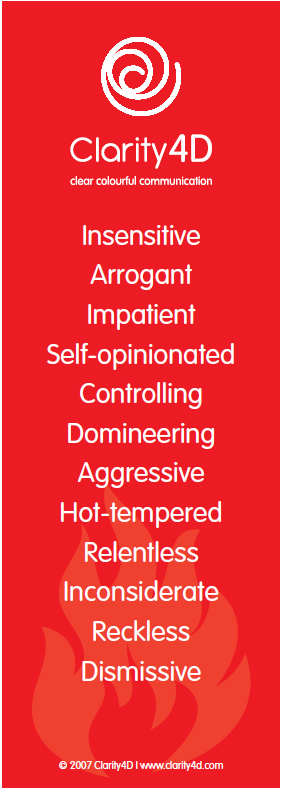 Clarity4D
clear colourful communication
Insensitive
Arrogant
Impatient
Self-opinionated
Controlling
Domineering
Aggressive
Hot-tempered
Relentless
Inconsiderate
Reckless
Dismissive
© 2007 Clarity4D I www.clarity4d.com